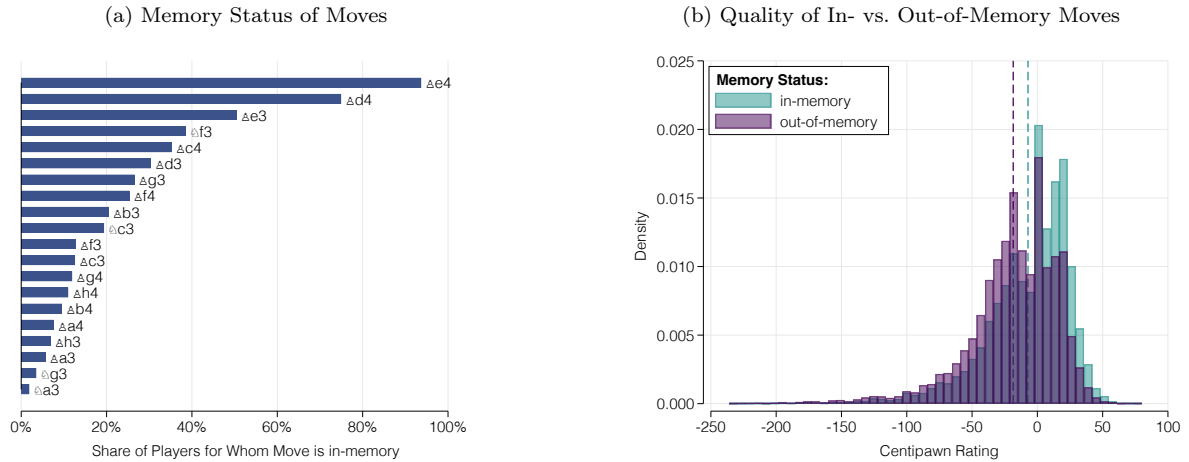 (a) Memory Status of Moves
♙e4
♙d4
♙e3
♘f3
♙c4
♙d3
♙g3
♙f4
♙b3
♘c3
♙f3
♙c3
♙g4
♙h4
♙b4
♙a4
♙h3
♙a3
♘g3
♘a3
0% 20% 40% 60% 80% 100%
Share of Players for Whom Move is in-memory
(b) Quality of In- vs. Out-of-Memory Moves
Memory Status:
in-memory
out-of-memory
0.025
0.020
0.015
0.010
0.005
0.000
Density
-250 -200 -150 -100 -50 0 50 100
Centipawn Rating